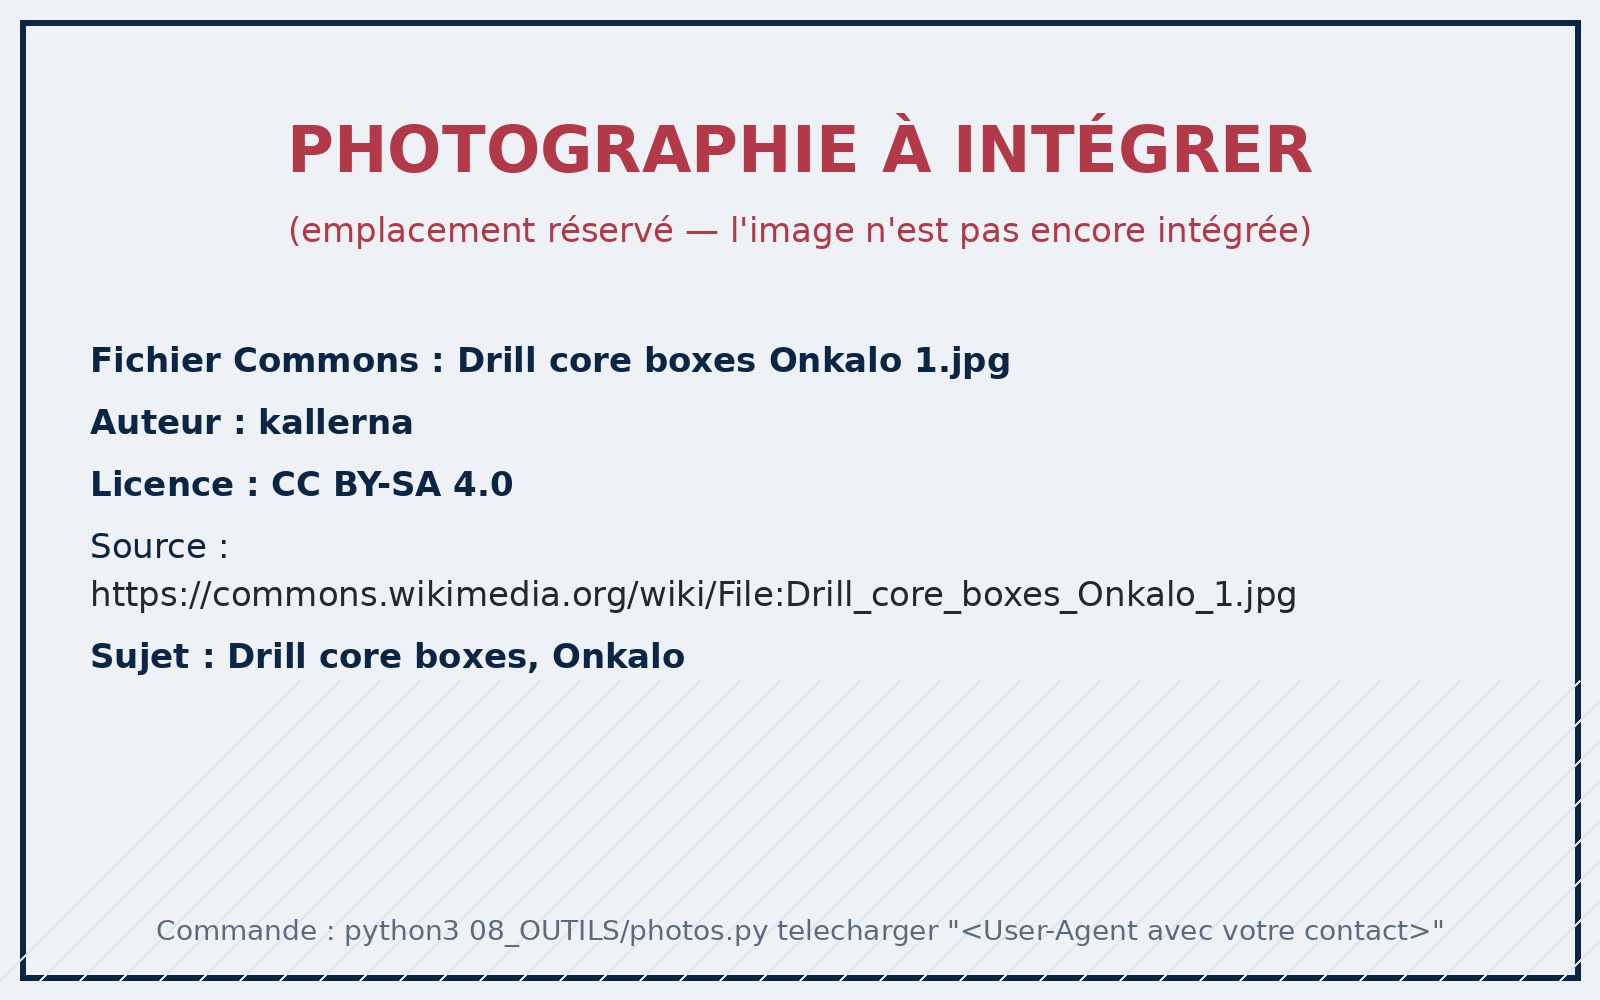 PHOTOGRAPHIE À INTÉGRER
(emplacement réservé — l'image n'est pas encore intégrée)
Fichier Commons : Drill core boxes Onkalo 1.jpg
Auteur : kallerna
Licence : CC BY-SA 4.0
Source :
https://commons.wikimedia.org/wiki/File:Drill_core_boxes_Onkalo_1.jpg
Sujet : Drill core boxes, Onkalo
Commande : python3 08_OUTILS/photos.py telecharger "<User-Agent avec votre contact>"